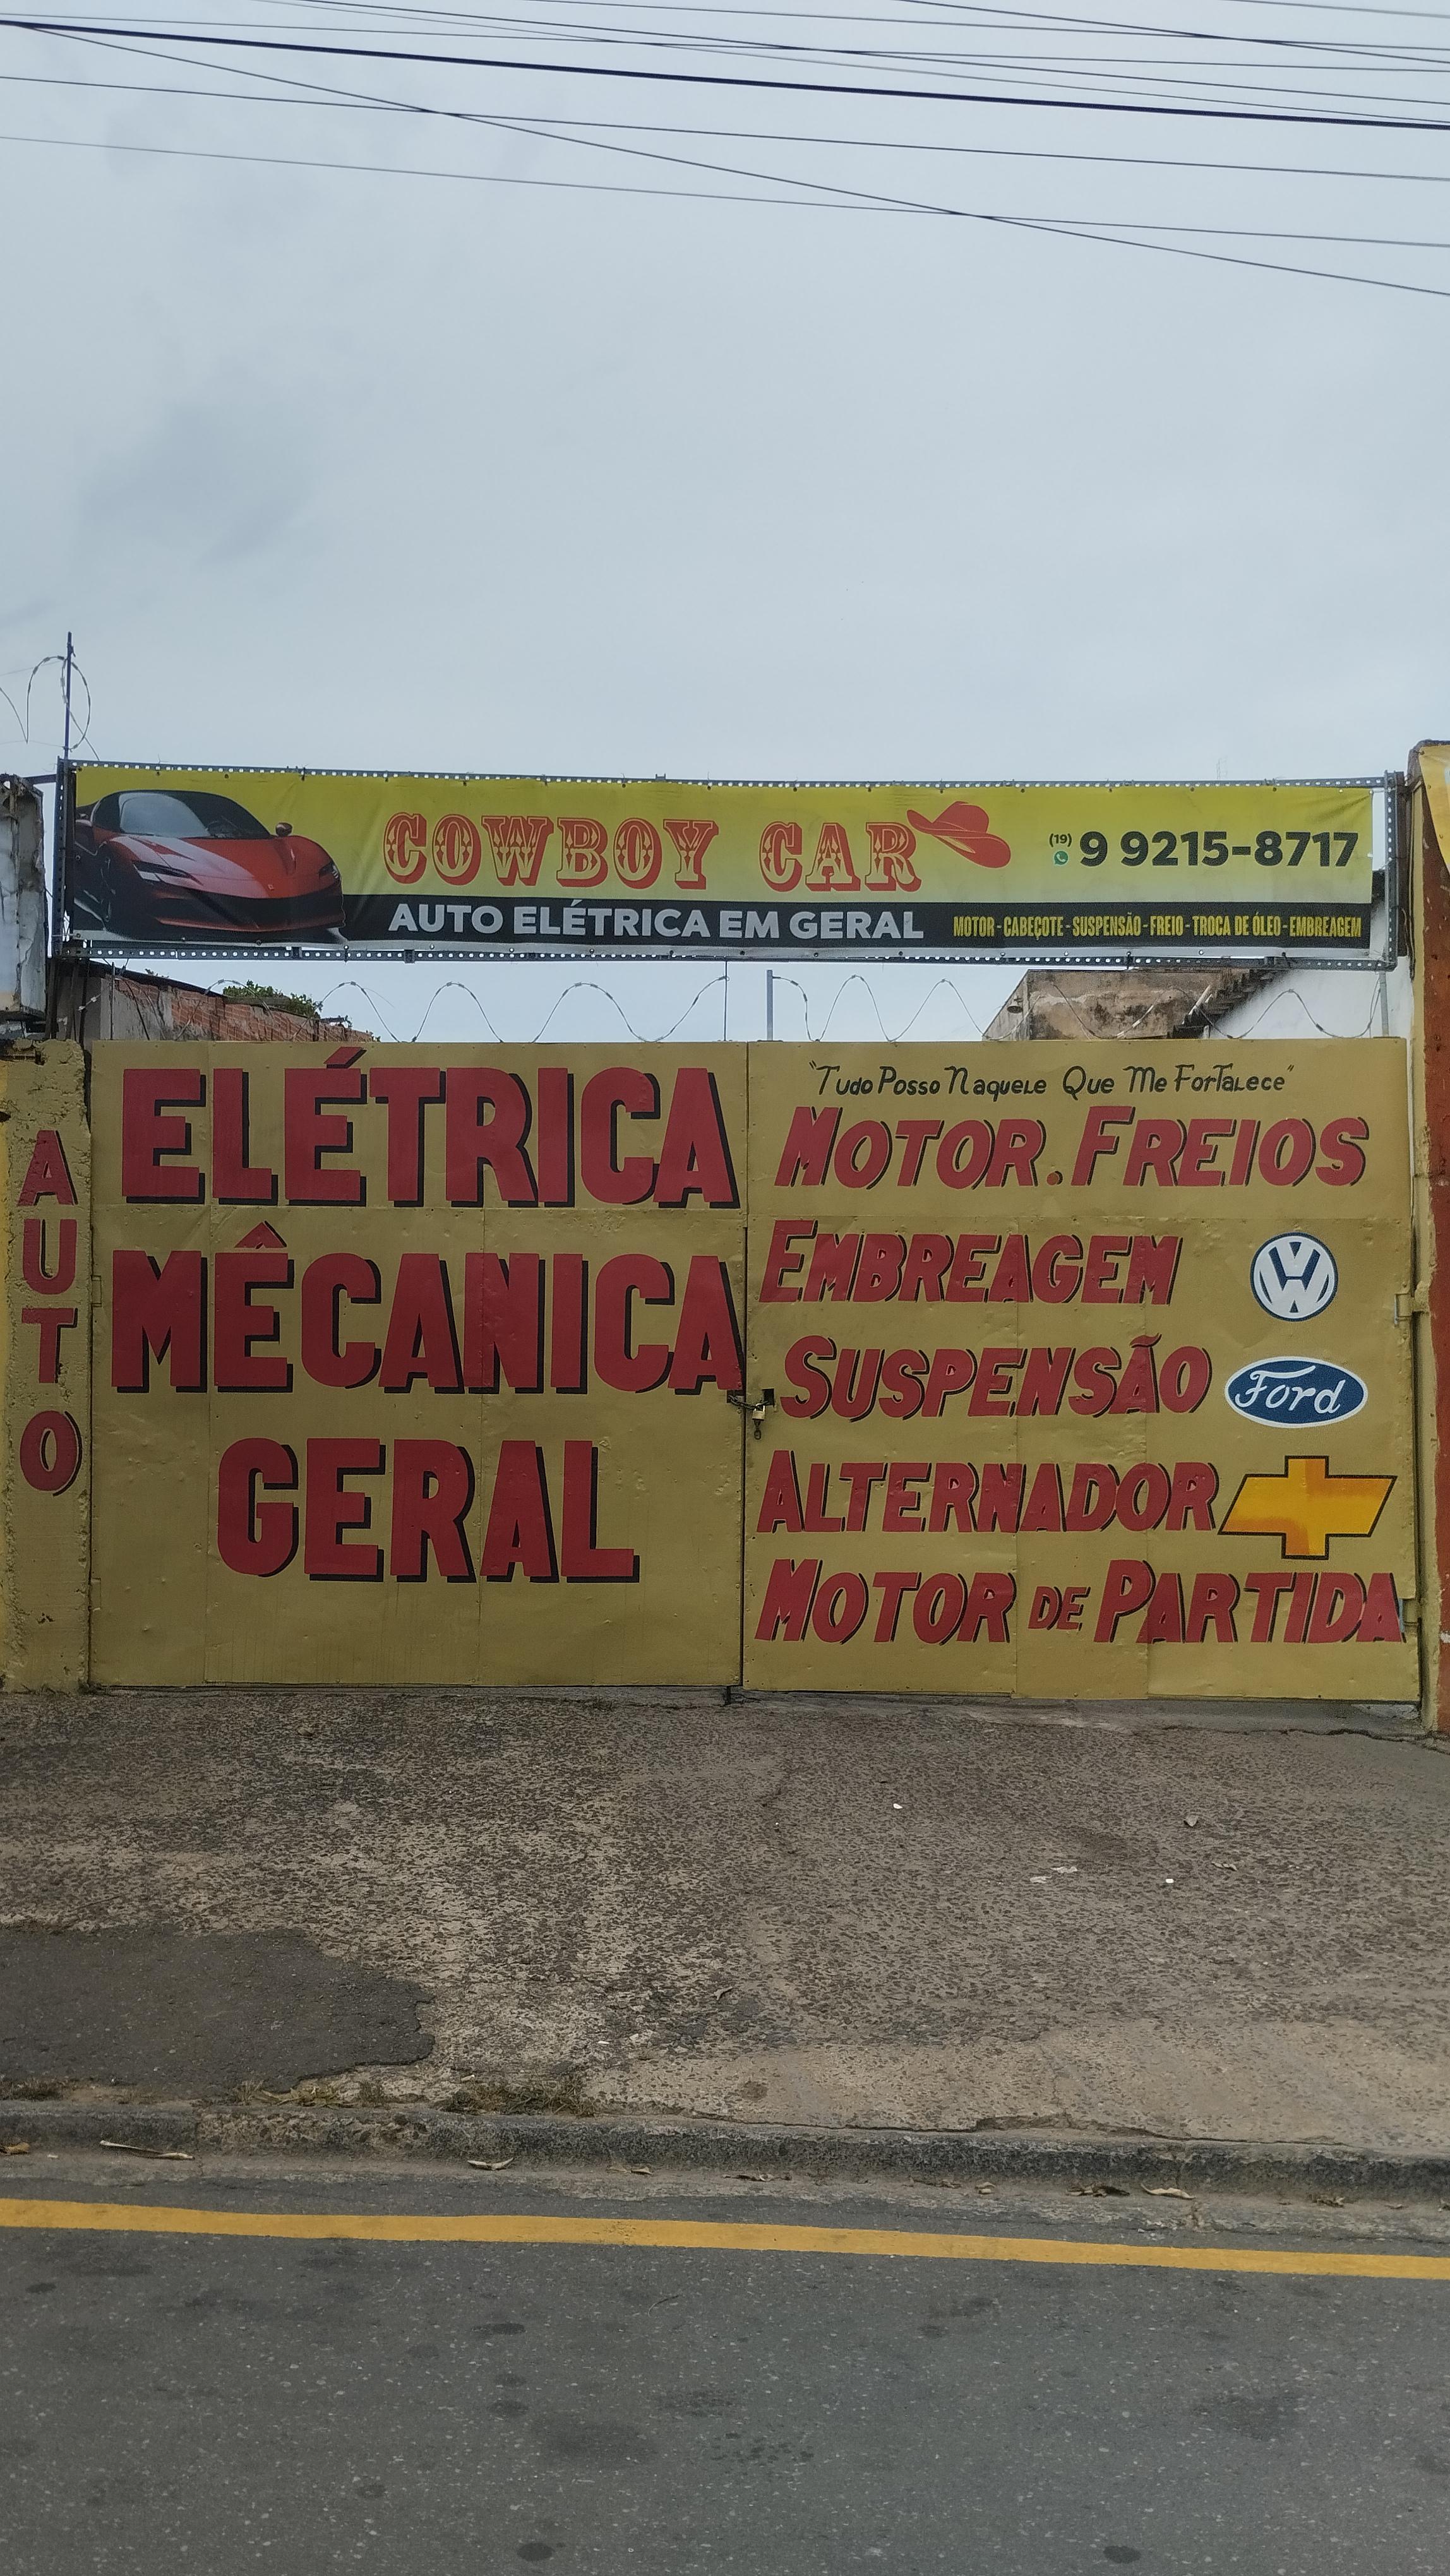 COWBOY CAR
(19) 9 9215-8717
AUTO ELÉTRICA EM GERAL
MOTOR - CABEÇOTE - SUSPENSÃO - FREIO - TROCA DE ÓLEO - EMBREAGEM
AUTO
ELÉTRICA
MÊCANICA
GERAL
"Tudo Posso Naquele Que Me Fortalece"
MOTOR. FREIOS
EMBREAGEM
VW
SUSPENSÃO
Ford
ALTERNADOR
MOTOR DE PARTIDA